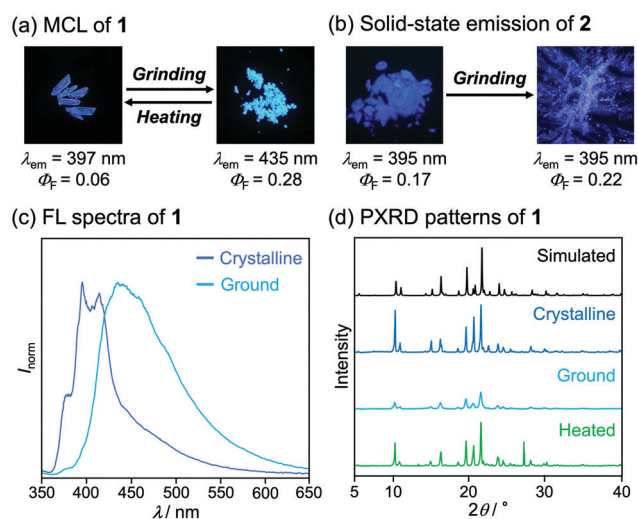 (a) MCL of 1
Grinding
Heating
λem = 397 nm
ΦF = 0.06
λem = 435 nm
ΦF = 0.28
(b) Solid-state emission of 2
Grinding
λem = 395 nm
ΦF = 0.17
λem = 395 nm
ΦF = 0.22
(c) FL spectra of 1
Crystalline
Ground
Inorm
350 400 450 500 550 600 650
λ / nm
(d) PXRD patterns of 1
Simulated
Crystalline
Ground
Heated
Intensity
5 10 20 30 40
2θ / °